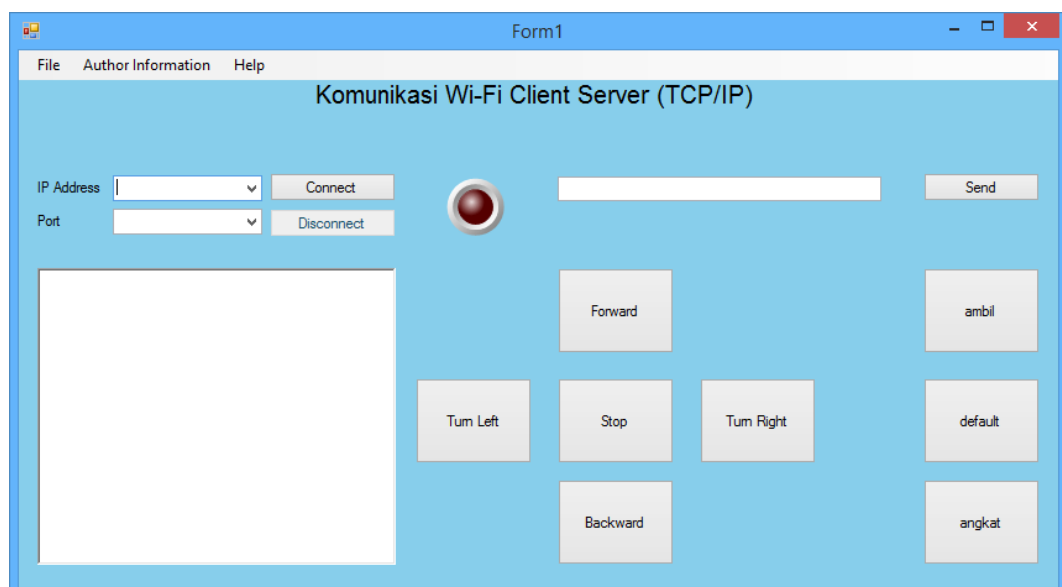 Form1
File Author Information Help
Komunikasi Wi-Fi Client Server (TCP/IP)
IP Address Connect Send
Port Disconnect
Forward ambil
Turn Left Stop Turn Right default
Backward angkat